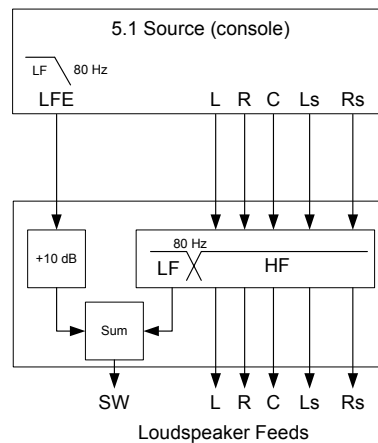 5.1 Source (console)
LF 80 Hz
LFE L R C Ls Rs
+10 dB
80 Hz
LF HF
Sum
SW L R C Ls Rs
Loudspeaker Feeds